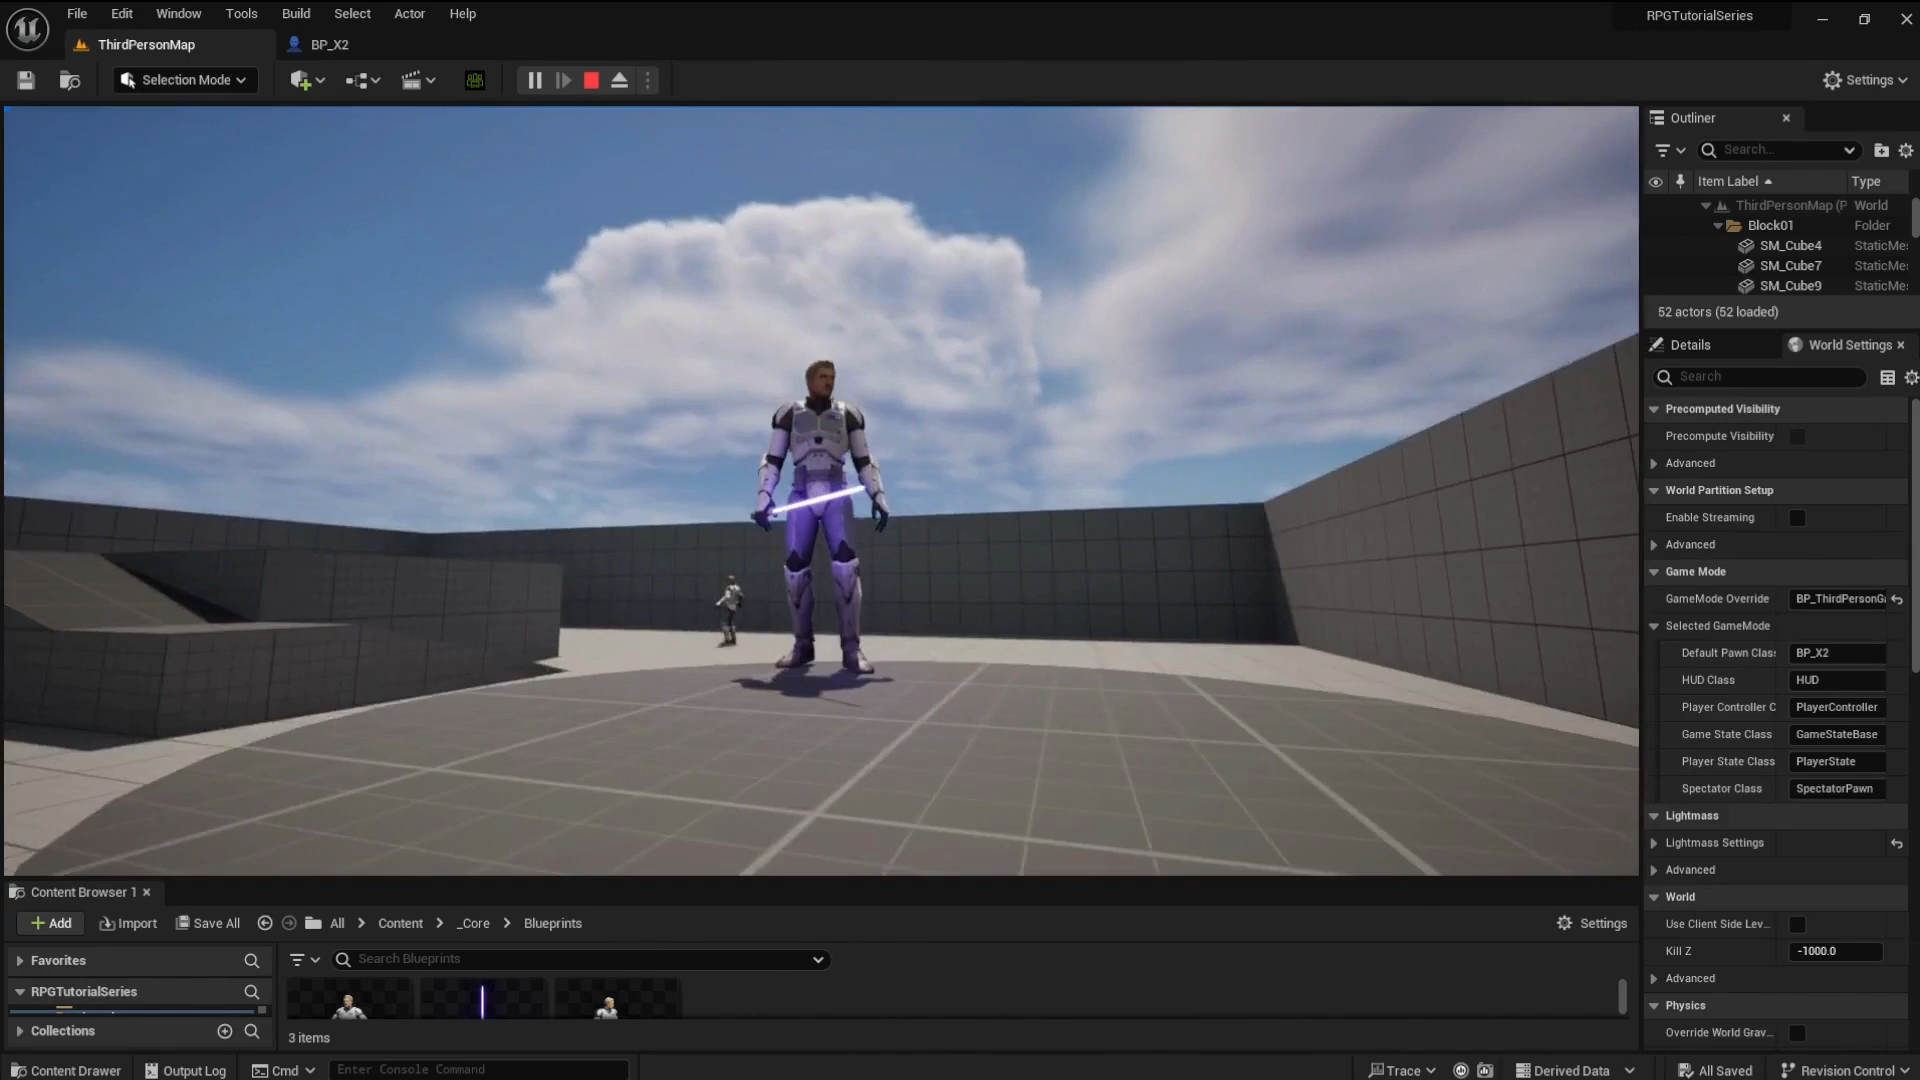 File Edit Window Tools Build Select Actor Help
RPGTutorialSeries
ThirdPersonMap
BP_X2
Selection Mode
Settings
Outliner
Search...
Item Label
Type
ThirdPersonMap (P World
Block01 Folder
SM_Cube4 StaticMe
SM_Cube7 StaticMe
SM_Cube9 StaticMe
52 actors (52 loaded)
Details
World Settings
Search
Precomputed Visibility
Precompute Visibility
Advanced
World Partition Setup
Enable Streaming
Advanced
Game Mode
GameMode Override BP_ThirdPersonGa
Selected GameMode
Default Pawn Class BP_X2
HUD Class HUD
Player Controller C PlayerController
Game State Class GameStateBase
Player State Class PlayerState
Spectator Class SpectatorPawn
Lightmass
Lightmass Settings
Advanced
World
Use Client Side Lev...
Kill Z -1000.0
Advanced
Physics
Override World Grav...
Content Browser 1
Add Import Save All All Content _Core Blueprints Settings
Favorites
Search Blueprints
RPGTutorialSeries
Collections
3 items
Content Drawer Output Log Cmd Enter Console Command Trace Derived Data All Saved Revision Control